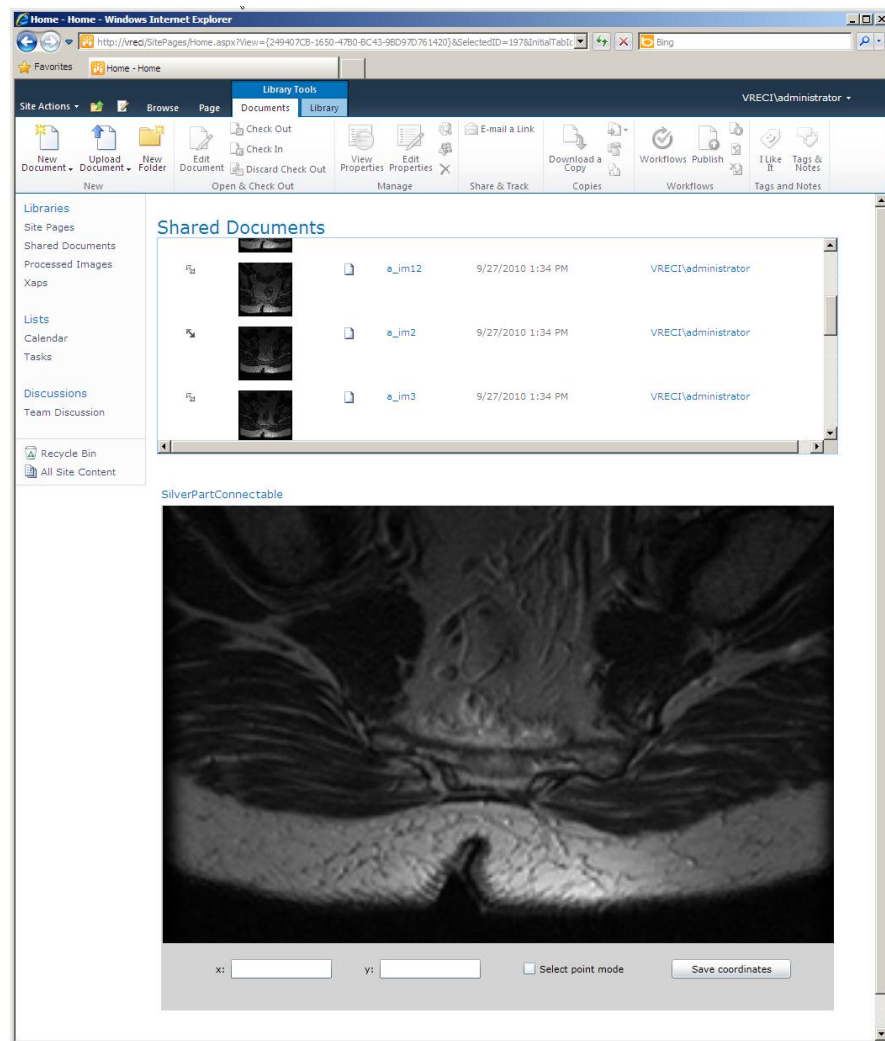 Home - Home - Windows Internet Explorer
http://vreci/SitePages/Home.aspx?View={249407CB-1650-47B0-BC43-9BD97D761420}&SelectedID=197&InitialTabId
Bing
Favorites
Home - Home
Library Tools
Site Actions
Browse
Page
Documents
Library
VRECI\administrator
New Document
Upload Document
New Folder
New
Edit Document
Check Out
Check In
Discard Check Out
Open & Check Out
View Properties
Edit Properties
Manage
E-mail a Link
Share & Track
Download a Copy
Copies
Workflows
Publish
Workflows
I Like It
Tags & Notes
Tags and Notes
Libraries
Site Pages
Shared Documents
Processed Images
Xaps
Lists
Calendar
Tasks
Discussions
Team Discussion
Recycle Bin
All Site Content
Shared Documents
a_im12 9/27/2010 1:34 PM VRECI\administrator
a_im2 9/27/2010 1:34 PM VRECI\administrator
a_im3 9/27/2010 1:34 PM VRECI\administrator
SilverPartConnectable
x: y: Select point mode Save coordinates